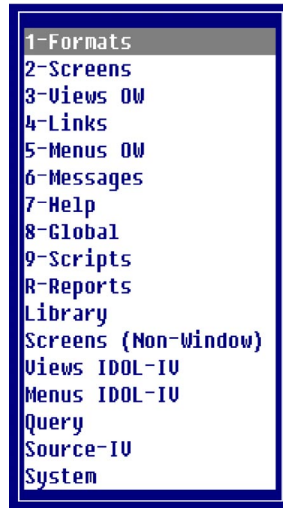 1-Formats
2-Screens
3-Views OW
4-Links
5-Menus OW
6-Messages
7-Help
8-Global
9-Scripts
R-Reports
Library
Screens (Non-Window)
Views IDOL-IV
Menus IDOL-IV
Query
Source-IV
System